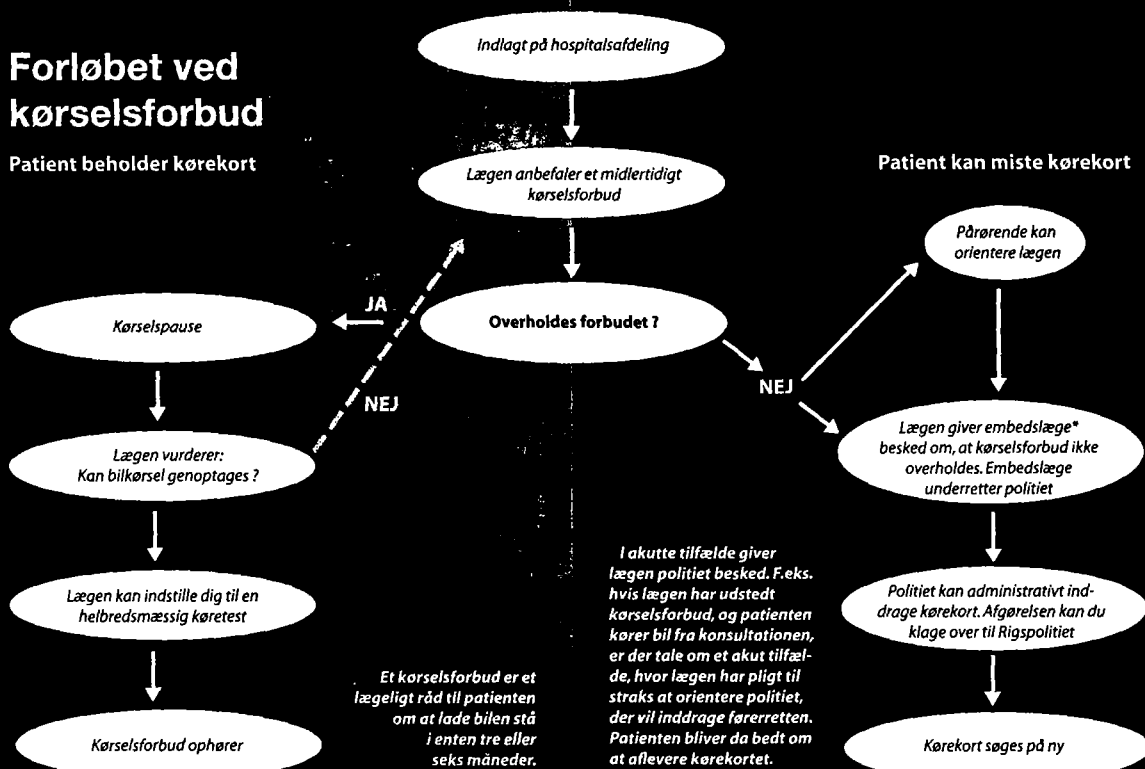 Forløbet ved
kørselsforbud
Patient beholder kørekort
Indlagt på hospitalsafdeling
Lægen anbefaler et midlertidigt
kørselsforbud
Overholdes forbudet ?
JA
Kørselspause
Lægen vurderer:
Kan bilkørsel genoptages ?
NEJ
Lægen kan indstille dig til en
helbredsmæssig køretest
Kørselsforbud ophører
Et kørselsforbud er et
lægeligt råd til patienten
om at lade bilen stå
i enten tre eller
seks måneder.
Patient kan miste kørekort
NEJ
Pårørende kan
orientere lægen
Lægen giver embedslæge*
besked om, at kørselsforbud ikke
overholdes. Embedslæge
underretter politiet
Politiet kan administrativt ind-
drage kørekort. Afgørelsen kan du
klage over til Rigspolitiet
Kørekort søges på ny
I akutte tilfælde giver
lægen politiet besked. F.eks.
hvis lægen har udstedt
kørselsforbud, og patienten
kører bil fra konsultationen,
er der tale om et akut tilfæl-
de, hvor lægen har pligt til
straks at orientere politiet,
der vil inddrage førerretten.
Patienten bliver da bedt om
at aflevere kørekortet.